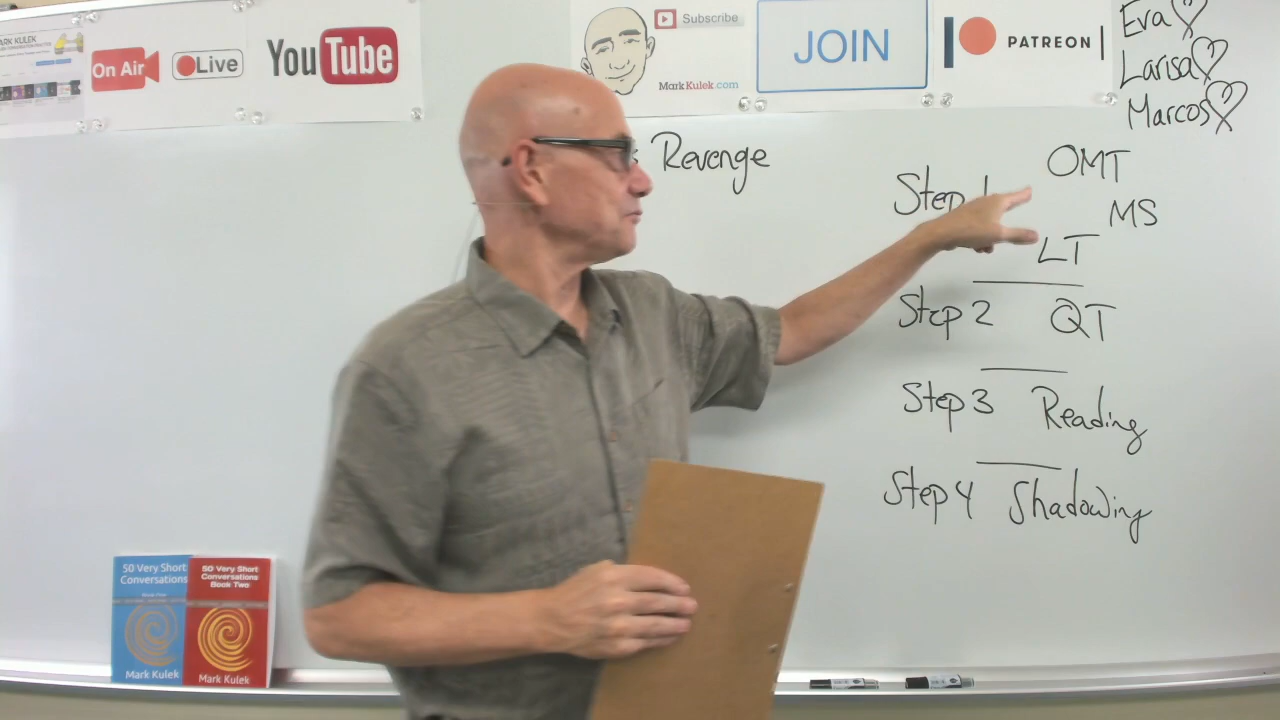 MARK KULEK
On Air
Live
YouTube
Subscribe
MarkKulek.com
JOIN
PATREON
Eva
Larisa
Marcos
Revenge
Step 1
OMT
MS
LT
Step 2 QT
Step 3 Reading
Step 4 Shadowing
50 Very Short
Conversations
Mark Kulek
50 Very Short
Conversations
Book Two
Mark Kulek